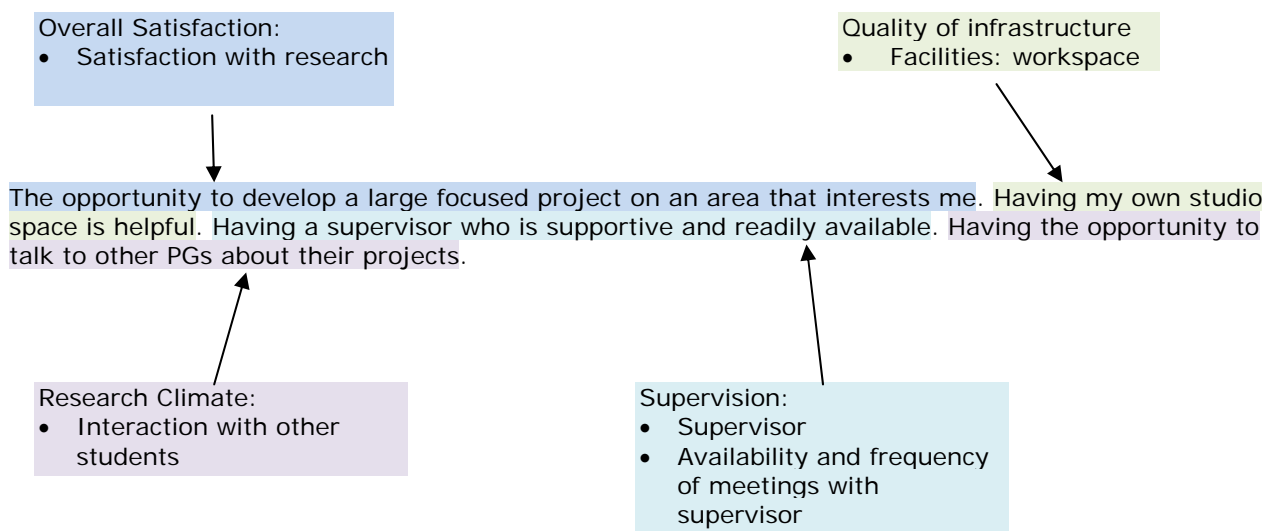 Overall Satisfaction:
• Satisfaction with research
Quality of infrastructure
• Facilities: workspace
The opportunity to develop a large focused project on an area that interests me. Having my own studio
space is helpful. Having a supervisor who is supportive and readily available. Having the opportunity to
talk to other PGs about their projects.
Research Climate:
• Interaction with other
students
Supervision:
• Supervisor
• Availability and frequency
of meetings with
supervisor